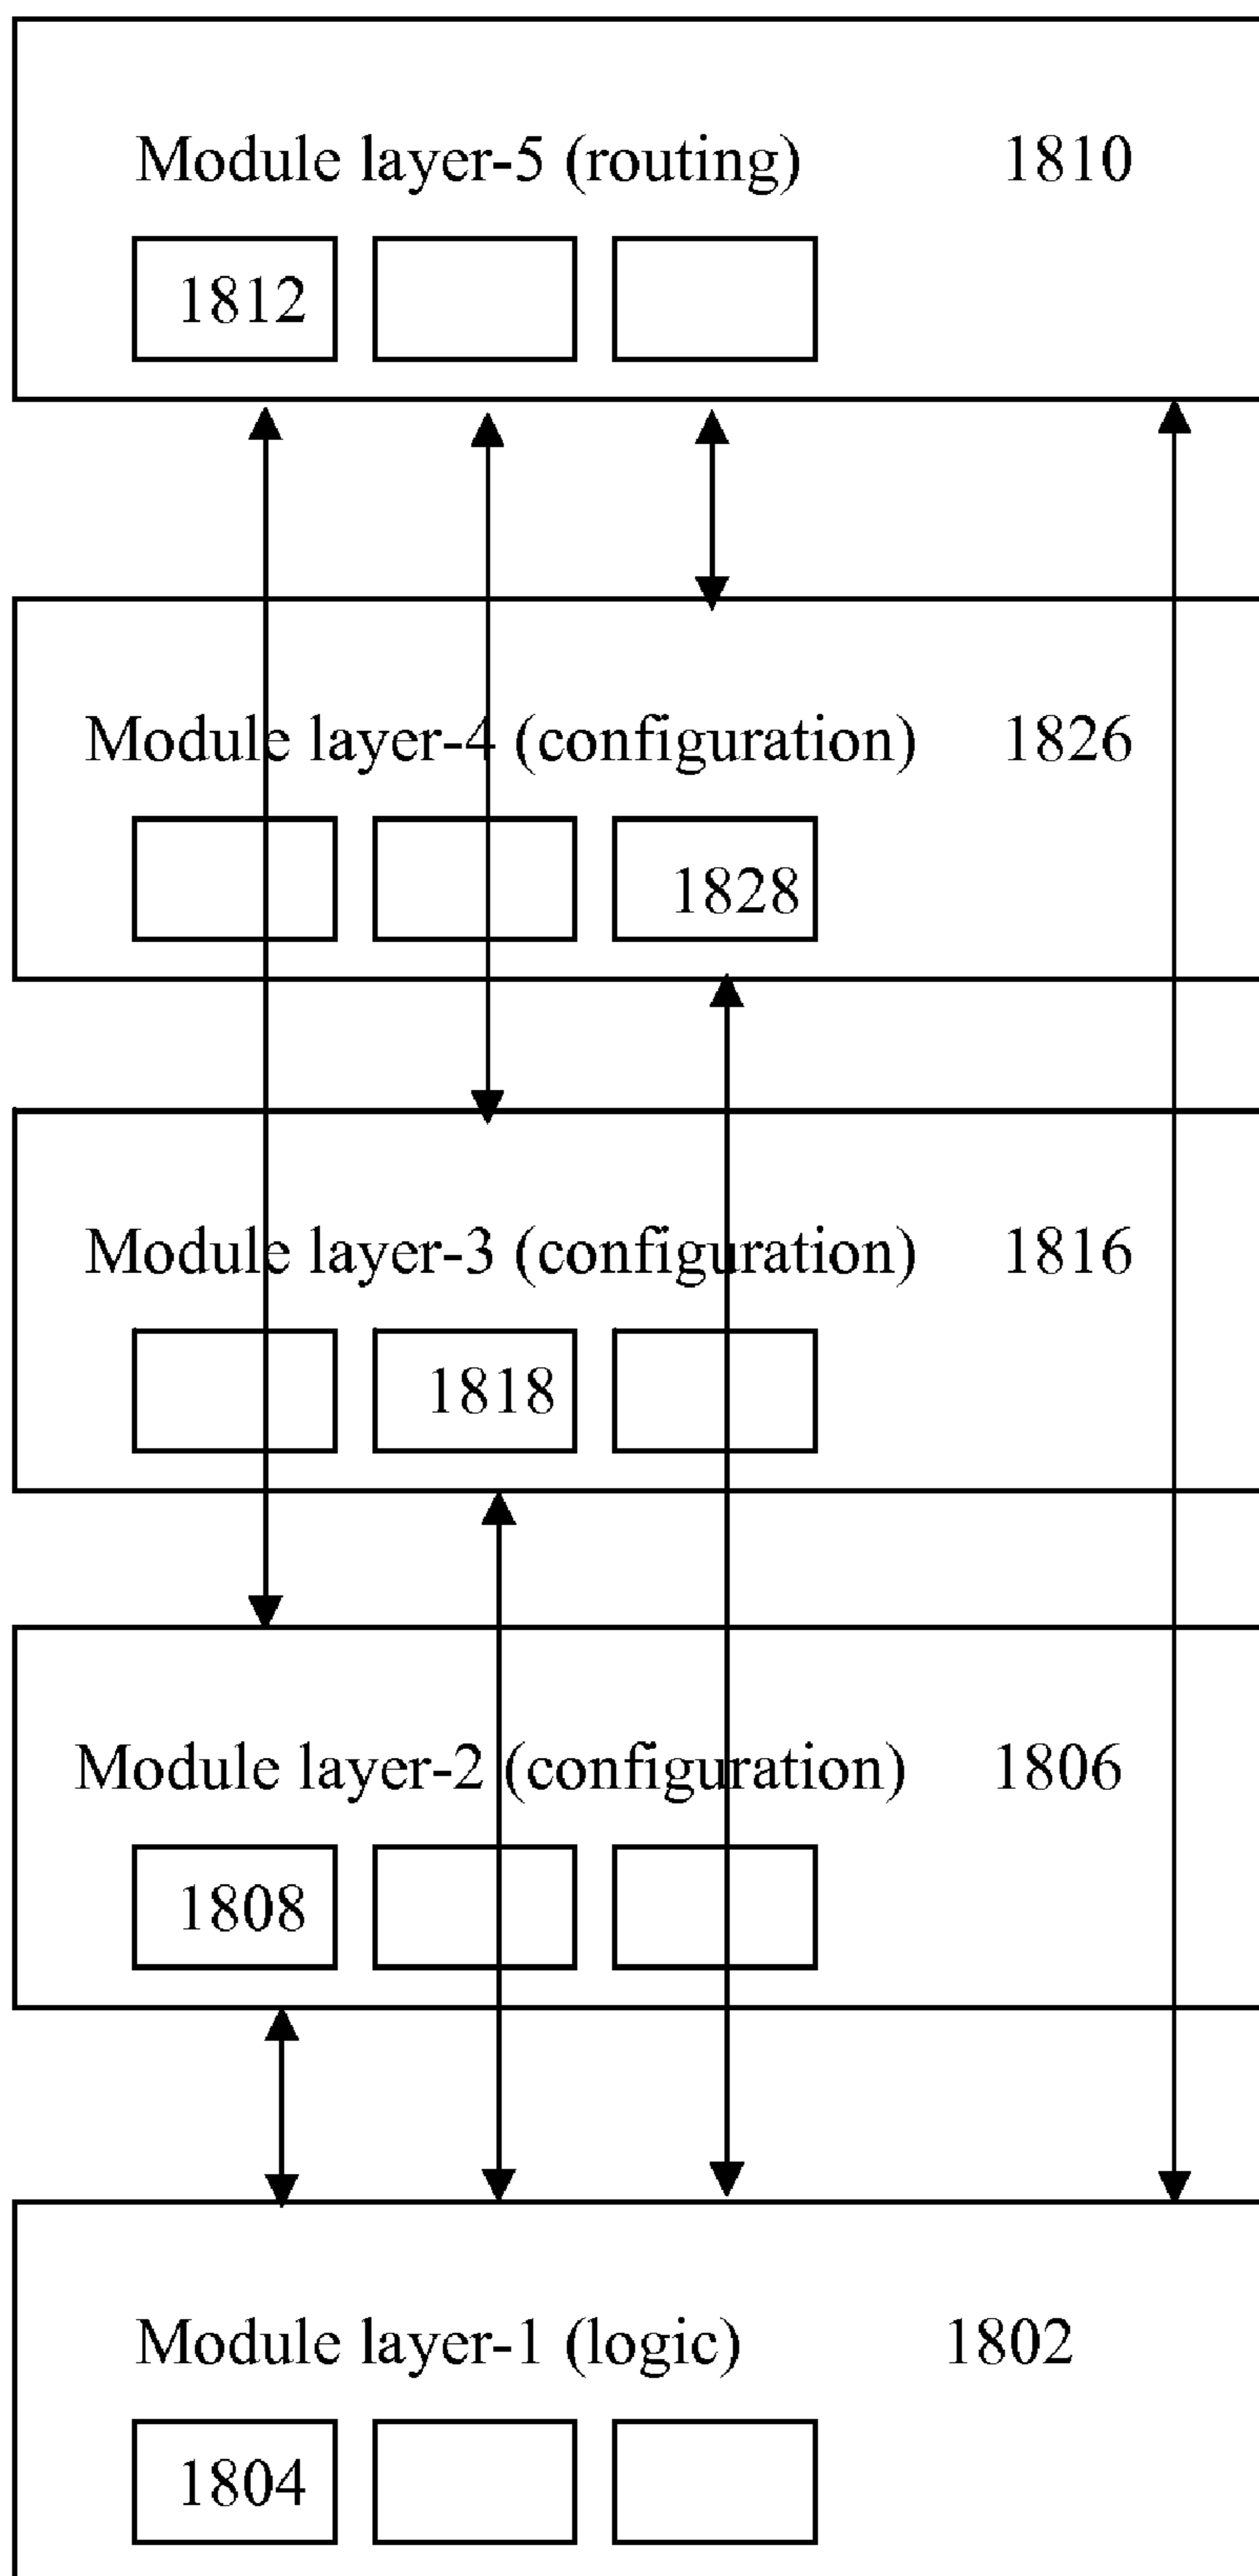 Module layer-5 (routing) 1810
1812
Module layer-4 (configuration) 1826
1828
Module layer-3 (configuration) 1816
1818
Module layer-2 (configuration) 1806
1808
Module layer-1 (logic) 1802
1804